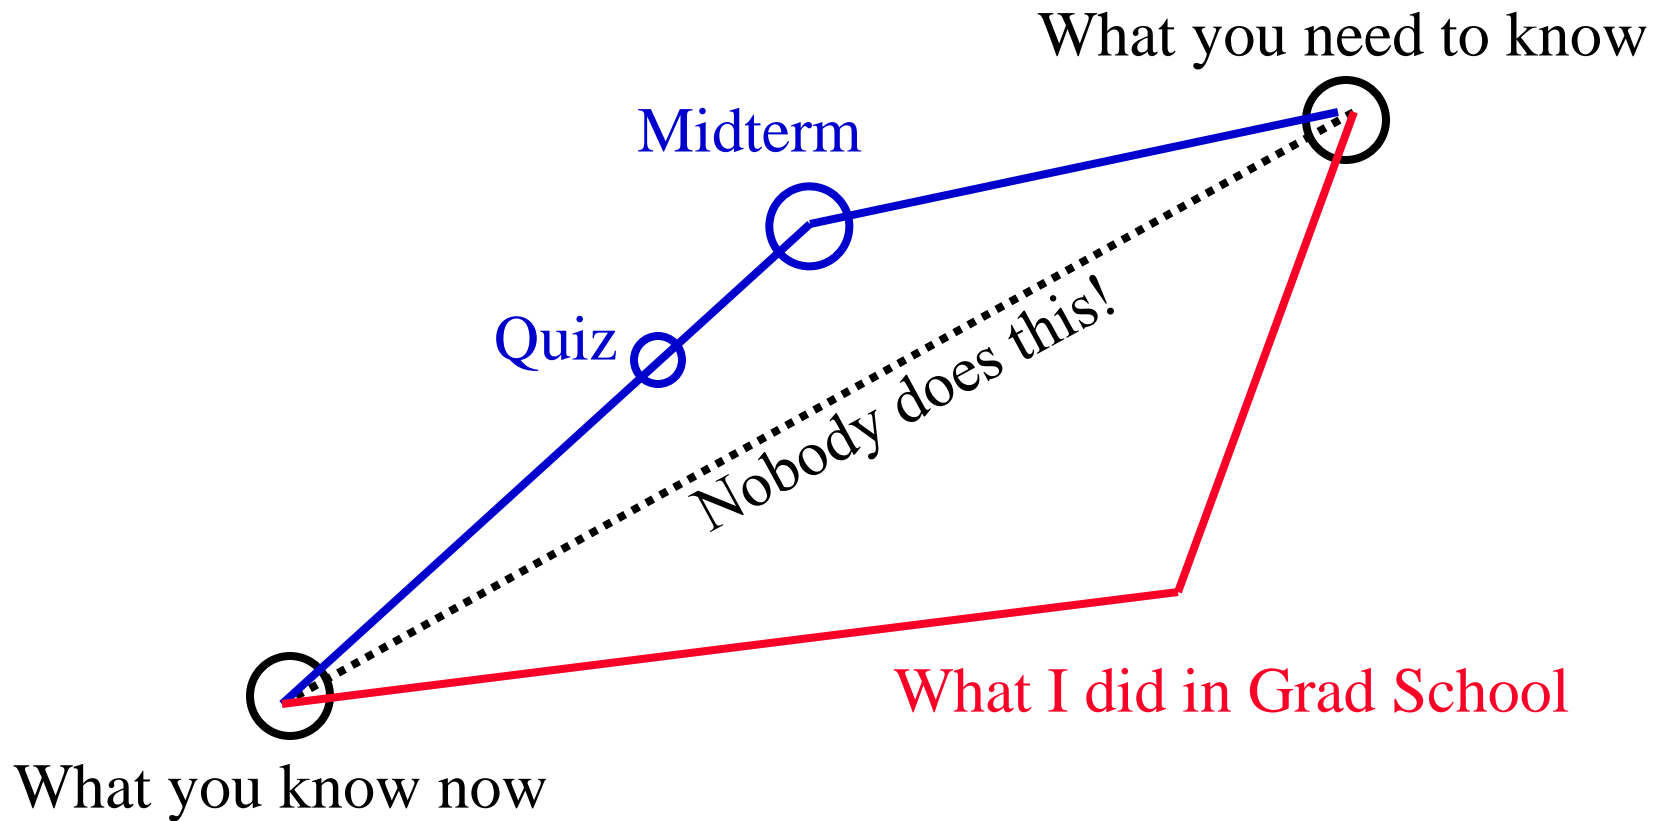 What you need to know
Midterm
Quiz
Nobody does this!
What I did in Grad School
What you know now